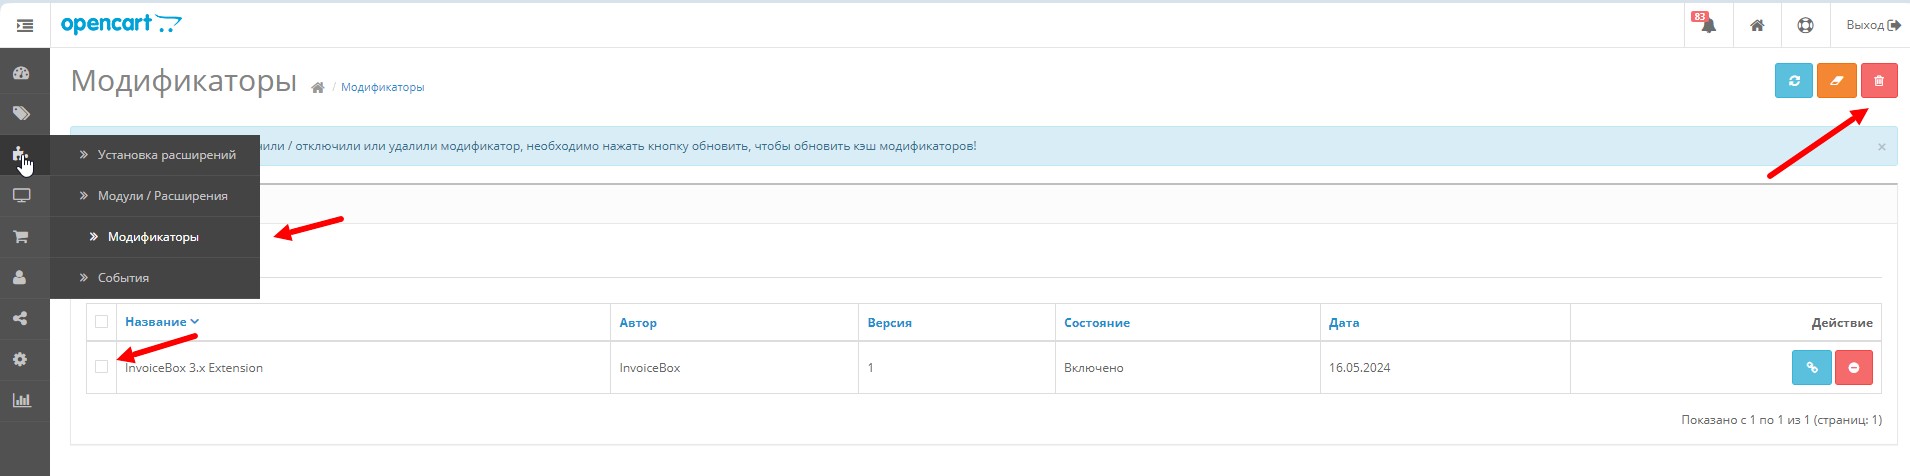 opencart
83
Выход
Модификаторы
/ Модификаторы
или / отключили или удалили модификатор, необходимо нажать кнопку обновить, чтобы обновить кэш модификаторов!
×
Установка расширений
Модули / Расширения
Модификаторы
События
Название Автор Версия Состояние Дата Действие
InvoiceBox 3.x Extension InvoiceBox 1 Включено 16.05.2024
Показано с 1 по 1 из 1 (страниц: 1)